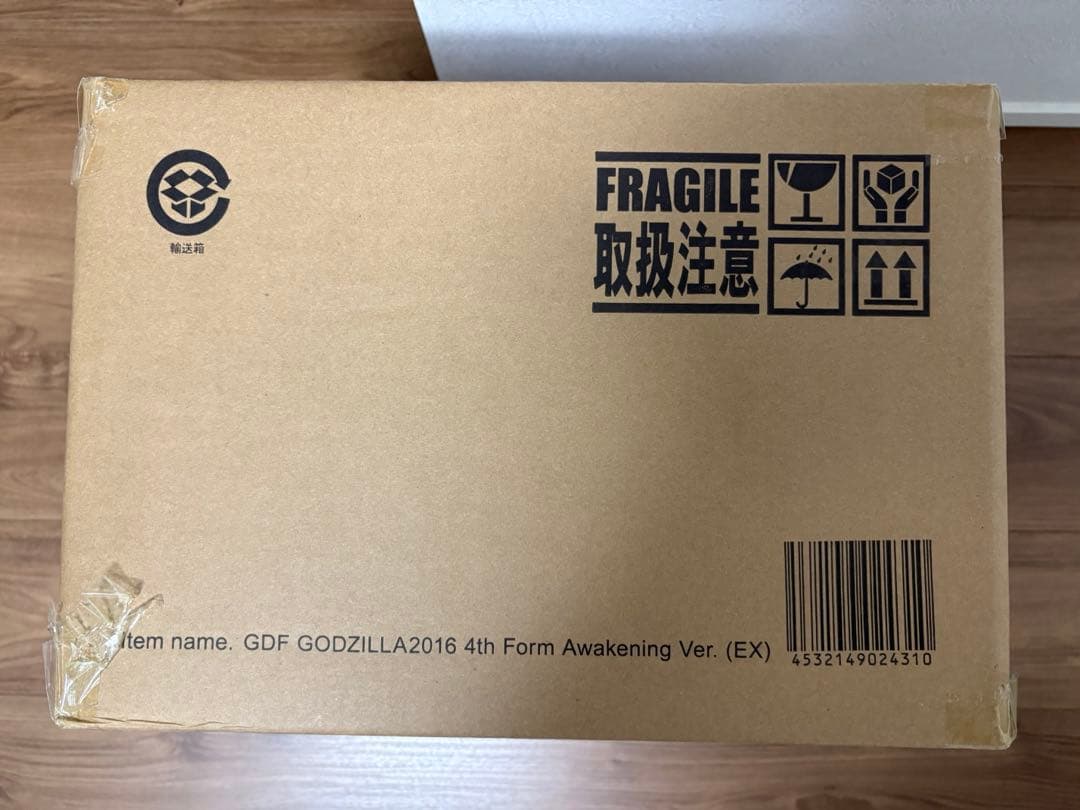 輸送箱
FRAGILE
取扱注意
Item name. GDF GODZILLA2016 4th Form Awakening Ver. (EX)
4532149024310